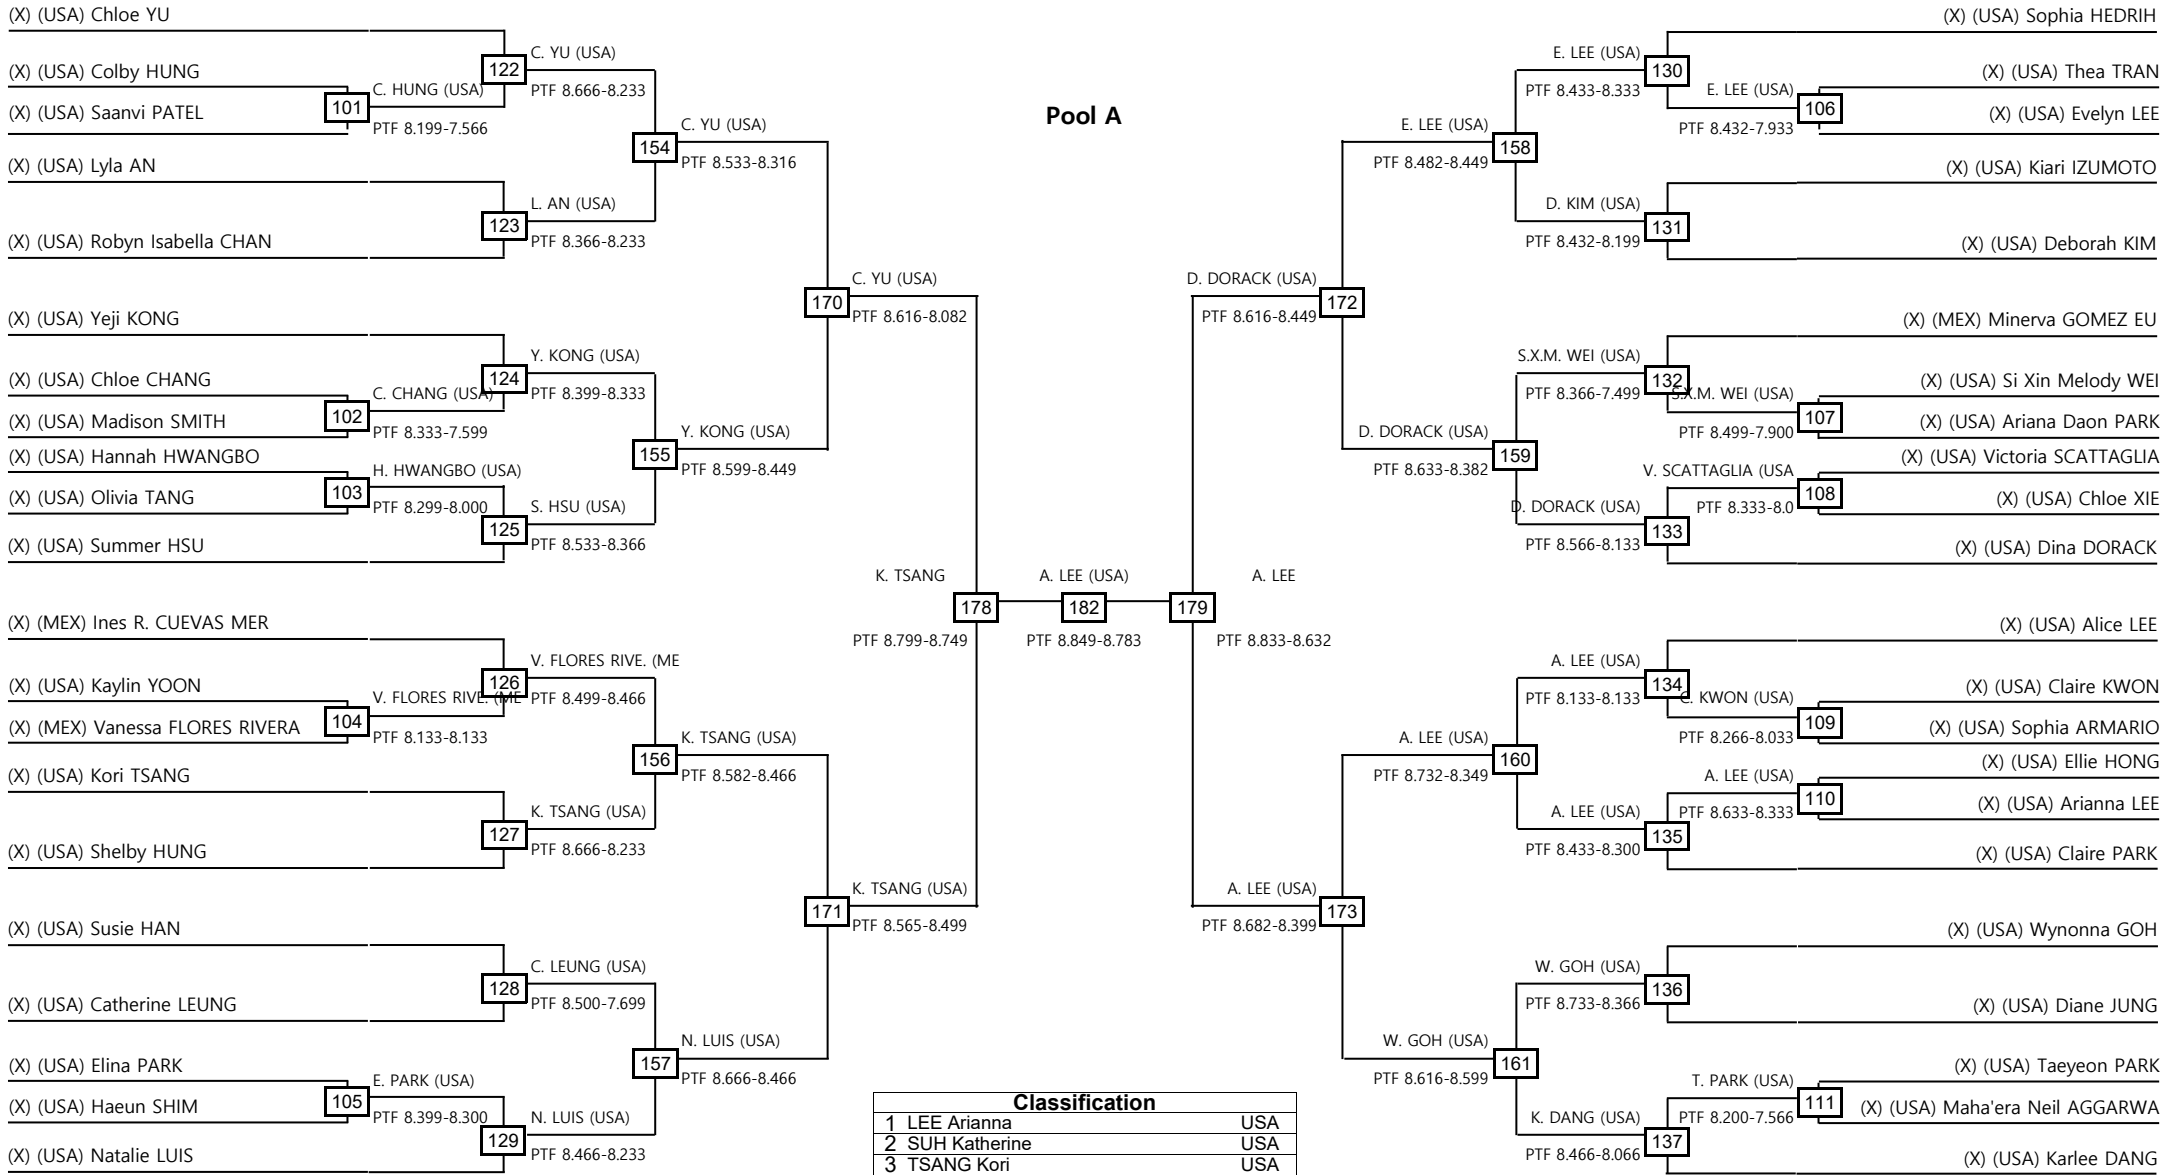 Pool A
(X) (USA) Chloe YU
(X) (USA) Colby HUNG
(X) (USA) Saanvi PATEL
(X) (USA) Lyla AN
(X) (USA) Robyn Isabella CHAN
(X) (USA) Yeji KONG
(X) (USA) Chloe CHANG
(X) (USA) Madison SMITH
(X) (USA) Hannah HWANGBO
(X) (USA) Olivia TANG
(X) (USA) Summer HSU
(X) (MEX) Ines R. CUEVAS MER
(X) (USA) Kaylin YOON
(X) (MEX) Vanessa FLORES RIVERA
(X) (USA) Kori TSANG
(X) (USA) Shelby HUNG
(X) (USA) Susie HAN
(X) (USA) Catherine LEUNG
(X) (USA) Elina PARK
(X) (USA) Haeun SHIM
(X) (USA) Natalie LUIS
101
C. HUNG (USA)
PTF 8.199-7.566
102
C. CHANG (USA)
PTF 8.333-7.599
103
H. HWANGBO (USA)
PTF 8.299-8.000
104
V. FLORES RIVE. (ME
PTF 8.133-8.133
105
E. PARK (USA)
PTF 8.399-8.300
122
C. YU (USA)
PTF 8.666-8.233
123
L. AN (USA)
PTF 8.366-8.233
124
Y. KONG (USA)
PTF 8.399-8.333
125
S. HSU (USA)
PTF 8.533-8.366
126
V. FLORES RIVE. (ME
PTF 8.499-8.466
127
K. TSANG (USA)
PTF 8.666-8.233
128
C. LEUNG (USA)
PTF 8.500-7.699
129
N. LUIS (USA)
PTF 8.466-8.233
154
C. YU (USA)
PTF 8.533-8.316
155
Y. KONG (USA)
PTF 8.599-8.449
156
K. TSANG (USA)
PTF 8.582-8.466
157
N. LUIS (USA)
PTF 8.666-8.466
170
C. YU (USA)
PTF 8.616-8.082
171
K. TSANG (USA)
PTF 8.565-8.499
K. TSANG
178
PTF 8.799-8.749
A. LEE (USA)
182
PTF 8.849-8.783
A. LEE
179
PTF 8.833-8.632
D. DORACK (USA)
172
PTF 8.616-8.449
A. LEE (USA)
173
PTF 8.682-8.399
E. LEE (USA)
158
PTF 8.482-8.449
D. DORACK (USA)
159
PTF 8.633-8.382
A. LEE (USA)
160
PTF 8.732-8.349
W. GOH (USA)
161
PTF 8.616-8.599
E. LEE (USA)
130
PTF 8.433-8.333
D. KIM (USA)
131
PTF 8.432-8.199
S.X.M. WEI (USA)
132
PTF 8.366-7.499
D. DORACK (USA)
133
PTF 8.566-8.133
A. LEE (USA)
134
PTF 8.133-8.133
A. LEE (USA)
135
PTF 8.433-8.300
W. GOH (USA)
136
PTF 8.733-8.366
K. DANG (USA)
137
PTF 8.466-8.066
E. LEE (USA)
106
PTF 8.432-7.933
S.X.M. WEI (USA)
107
PTF 8.499-7.900
V. SCATTAGLIA (USA
108
PTF 8.333-8.0
C. KWON (USA)
109
PTF 8.266-8.033
A. LEE (USA)
110
PTF 8.633-8.333
T. PARK (USA)
111
PTF 8.200-7.566
(X) (USA) Sophia HEDRIH
(X) (USA) Thea TRAN
(X) (USA) Evelyn LEE
(X) (USA) Kiari IZUMOTO
(X) (USA) Deborah KIM
(X) (MEX) Minerva GOMEZ EU
(X) (USA) Si Xin Melody WEI
(X) (USA) Ariana Daon PARK
(X) (USA) Victoria SCATTAGLIA
(X) (USA) Chloe XIE
(X) (USA) Dina DORACK
(X) (USA) Alice LEE
(X) (USA) Claire KWON
(X) (USA) Sophia ARMARIO
(X) (USA) Ellie HONG
(X) (USA) Arianna LEE
(X) (USA) Claire PARK
(X) (USA) Wynonna GOH
(X) (USA) Diane JUNG
(X) (USA) Taeyeon PARK
(X) (USA) Maha'era Neil AGGARWA
(X) (USA) Karlee DANG
Classification
1 LEE Arianna USA
2 SUH Katherine USA
3 TSANG Kori USA